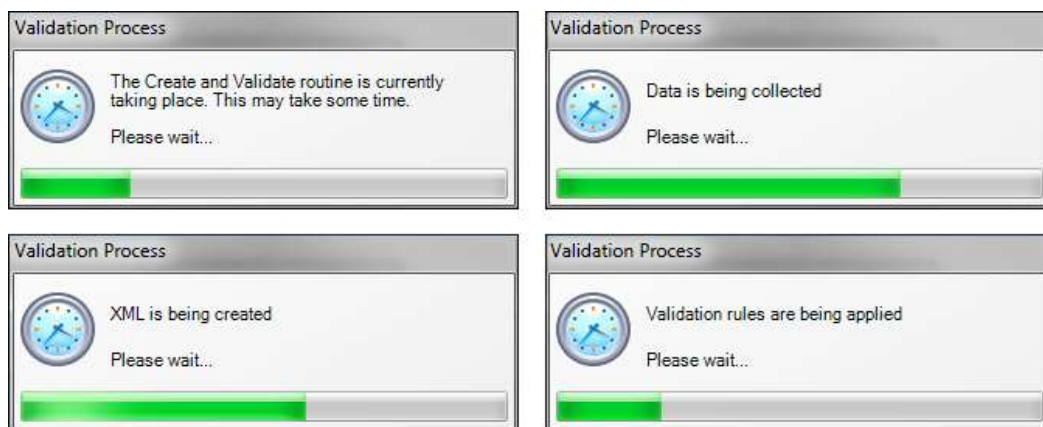 Validation Process
The Create and Validate routine is currently
taking place. This may take some time.
Please wait...
Validation Process
Data is being collected
Please wait...
Validation Process
XML is being created
Please wait...
Validation Process
Validation rules are being applied
Please wait...